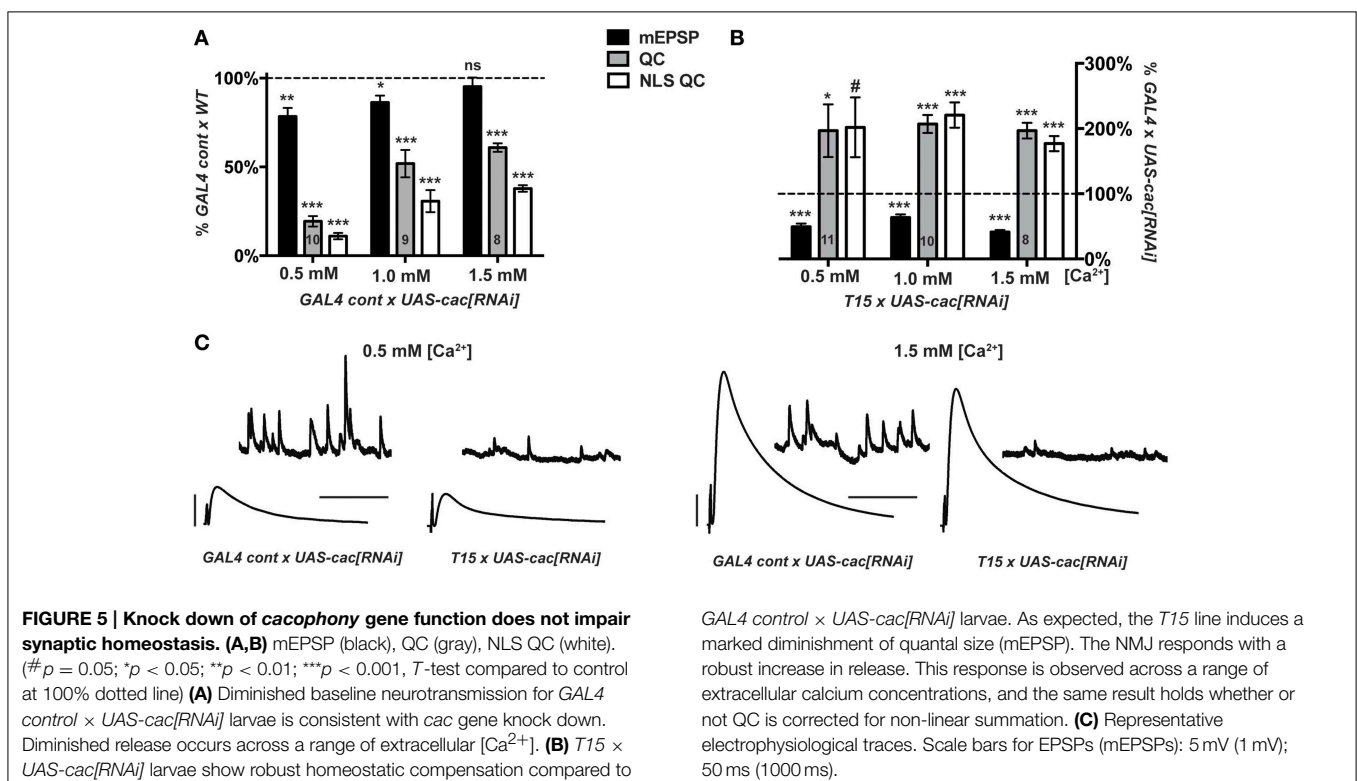 A
mEPSP
QC
NLS QC
B
% GAL4 cont x WT
100%
50%
0%
**
***
***
*
***
***
ns
***
***
10
9
8
0.5 mM
1.0 mM
1.5 mM
GAL4 cont x UAS-cac[RNAi]
300%
200%
100%
0%
% GAL4 x UAS-cac[RNAi]
***
*
#
***
***
***
***
***
***
11
10
8
0.5 mM
1.0 mM
1.5 mM
[Ca²⁺]
T15 x UAS-cac[RNAi]
C
0.5 mM [Ca²⁺]
1.5 mM [Ca²⁺]
GAL4 cont x UAS-cac[RNAi]
T15 x UAS-cac[RNAi]
GAL4 cont x UAS-cac[RNAi]
T15 x UAS-cac[RNAi]
FIGURE 5 | Knock down of cacophony gene function does not impair
synaptic homeostasis. (A,B) mEPSP (black), QC (gray), NLS QC (white).
(#p = 0.05; *p < 0.05; **p < 0.01; ***p < 0.001, T-test compared to control
at 100% dotted line) (A) Diminished baseline neurotransmission for GAL4
control × UAS-cac[RNAi] larvae is consistent with cac gene knock down.
Diminished release occurs across a range of extracellular [Ca²⁺]. (B) T15 ×
UAS-cac[RNAi] larvae show robust homeostatic compensation compared to
GAL4 control × UAS-cac[RNAi] larvae. As expected, the T15 line induces a
marked diminishment of quantal size (mEPSP). The NMJ responds with a
robust increase in release. This response is observed across a range of
extracellular calcium concentrations, and the same result holds whether or
not QC is corrected for non-linear summation. (C) Representative
electrophysiological traces. Scale bars for EPSPs (mEPSPs): 5 mV (1 mV);
50 ms (1000 ms).